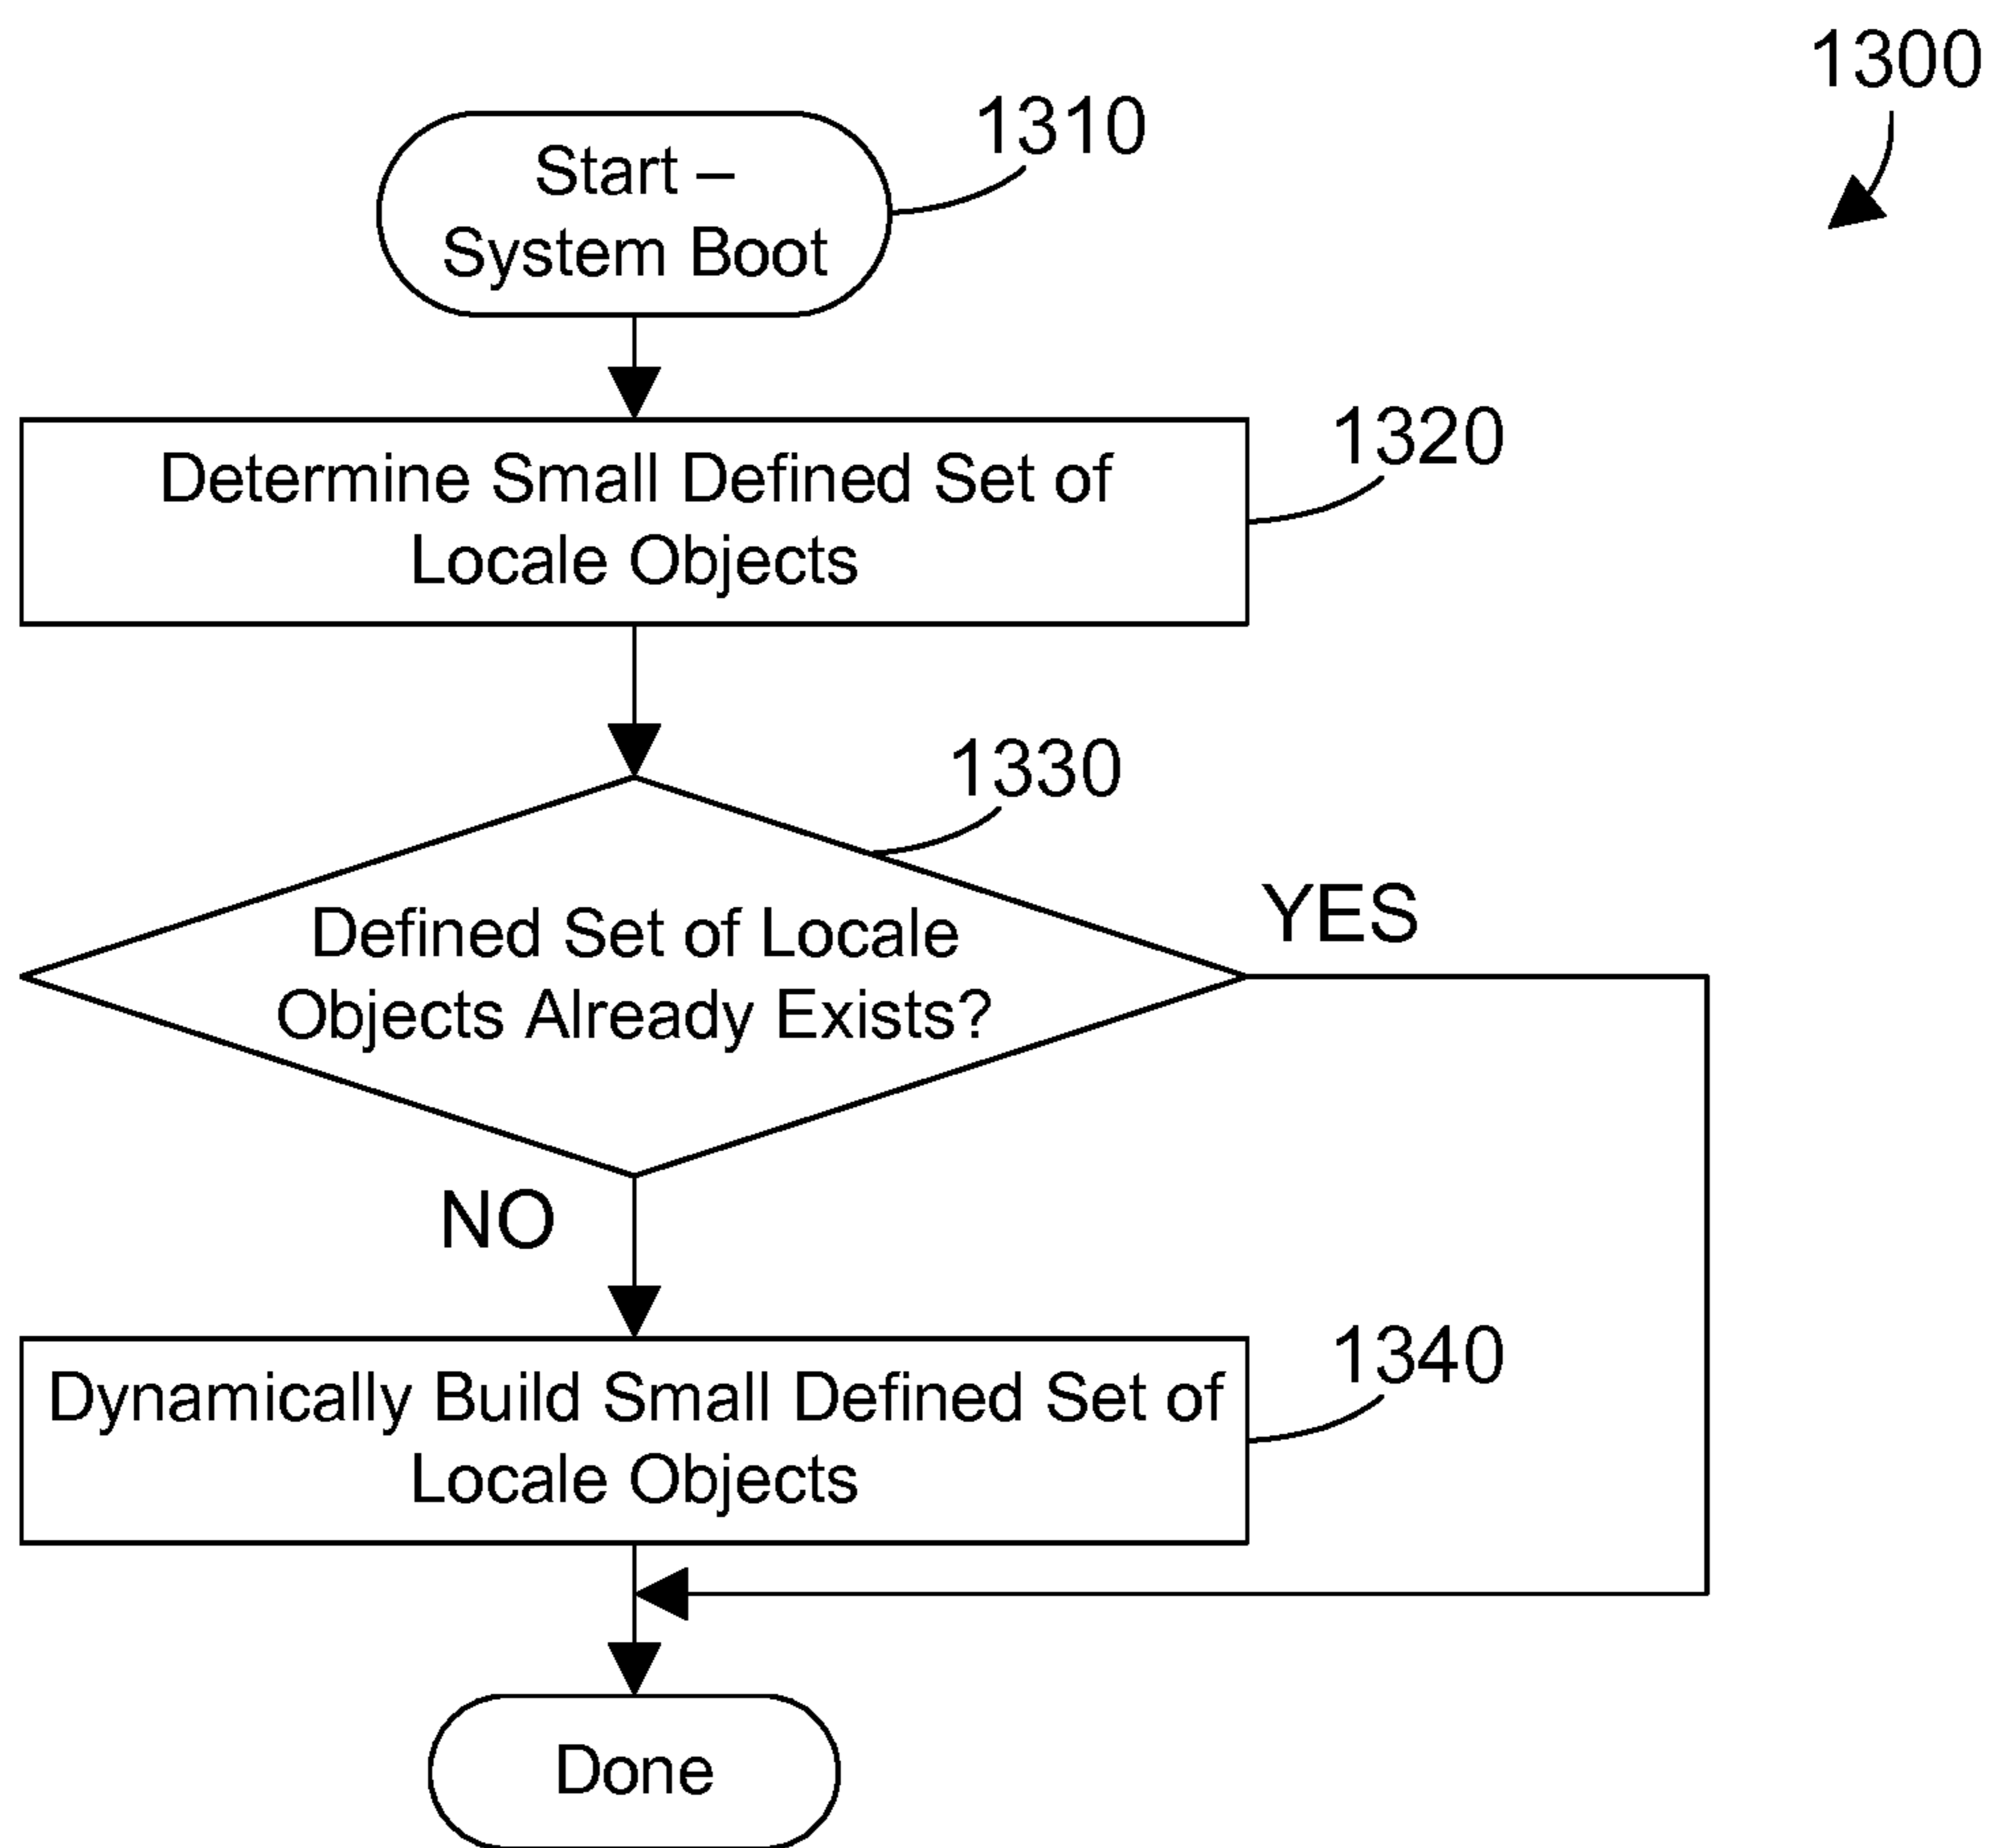 1300
1310
Start –
System Boot
1320
Determine Small Defined Set of
Locale Objects
1330
Defined Set of Locale
Objects Already Exists?
YES
NO
1340
Dynamically Build Small Defined Set of
Locale Objects
Done